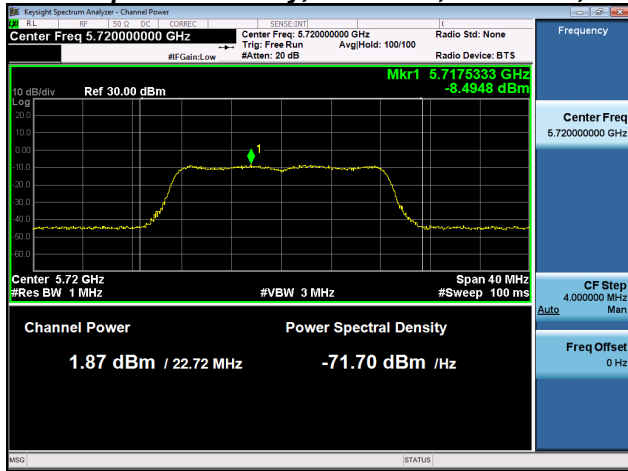 Keysight Spectrum Analyzer - Channel Power
RL RF 50 Ω DC CORREC SENSE:INT
Center Freq 5.720000000 GHz
Center Freq: 5.720000000 GHz Radio Std: None
Trig: Free Run Avg|Hold: 100/100
#IFGain:Low #Atten: 20 dB Radio Device: BTS
Mkr1 5.7175333 GHz
-8.4948 dBm
10 dB/div Ref 30.00 dBm
Log
20.0
10.0
0.00
1
-10.0
-20.0
-30.0
-40.0
-50.0
-60.0
Center 5.72 GHz Span 40 MHz
#Res BW 1 MHz #VBW 3 MHz #Sweep 100 ms
Channel Power Power Spectral Density
1.87 dBm / 22.72 MHz -71.70 dBm /Hz
MSG STATUS
Frequency
Center Freq
5.720000000 GHz
CF Step
4.000000 MHz
Auto Man
Freq Offset
0 Hz